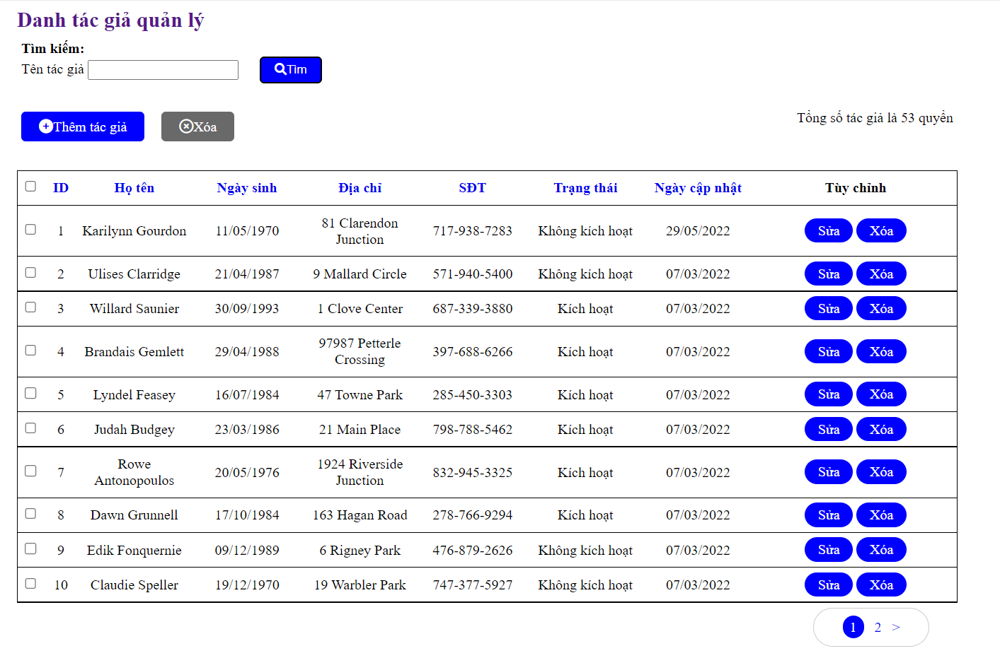 Danh tác giả quản lý
Tìm kiếm:
Tên tác giả Tìm
Thêm tác giả Xóa Tổng số tác giả là 53 quyển
ID Họ tên Ngày sinh Địa chỉ SĐT Trạng thái Ngày cập nhật Tùy chỉnh
1 Karilynn Gourdon 11/05/1970 81 Clarendon Junction 717-938-7283 Không kích hoạt 29/05/2022 Sửa Xóa
2 Ulises Clarridge 21/04/1987 9 Mallard Circle 571-940-5400 Không kích hoạt 07/03/2022 Sửa Xóa
3 Willard Saunier 30/09/1993 1 Clove Center 687-339-3880 Kích hoạt 07/03/2022 Sửa Xóa
4 Brandais Gemlett 29/04/1988 97987 Petterle Crossing 397-688-6266 Kích hoạt 07/03/2022 Sửa Xóa
5 Lyndel Feasey 16/07/1984 47 Towne Park 285-450-3303 Kích hoạt 07/03/2022 Sửa Xóa
6 Judah Budgey 23/03/1986 21 Main Place 798-788-5462 Kích hoạt 07/03/2022 Sửa Xóa
7 Rowe Antonopoulos 20/05/1976 1924 Riverside Junction 832-945-3325 Kích hoạt 07/03/2022 Sửa Xóa
8 Dawn Grunnell 17/10/1984 163 Hagan Road 278-766-9294 Kích hoạt 07/03/2022 Sửa Xóa
9 Edik Fonquernie 09/12/1989 6 Rigney Park 476-879-2626 Không kích hoạt 07/03/2022 Sửa Xóa
10 Claudie Speller 19/12/1970 19 Warbler Park 747-377-5927 Không kích hoạt 07/03/2022 Sửa Xóa
1 2 >